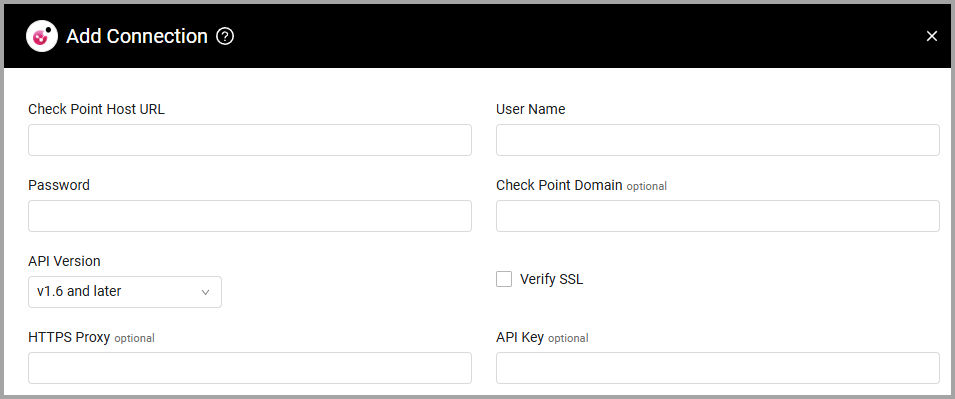 Add Connection ?
Check Point Host URL
User Name
Password
Check Point Domain optional
API Version
v1.6 and later
Verify SSL
HTTPS Proxy optional
API Key optional